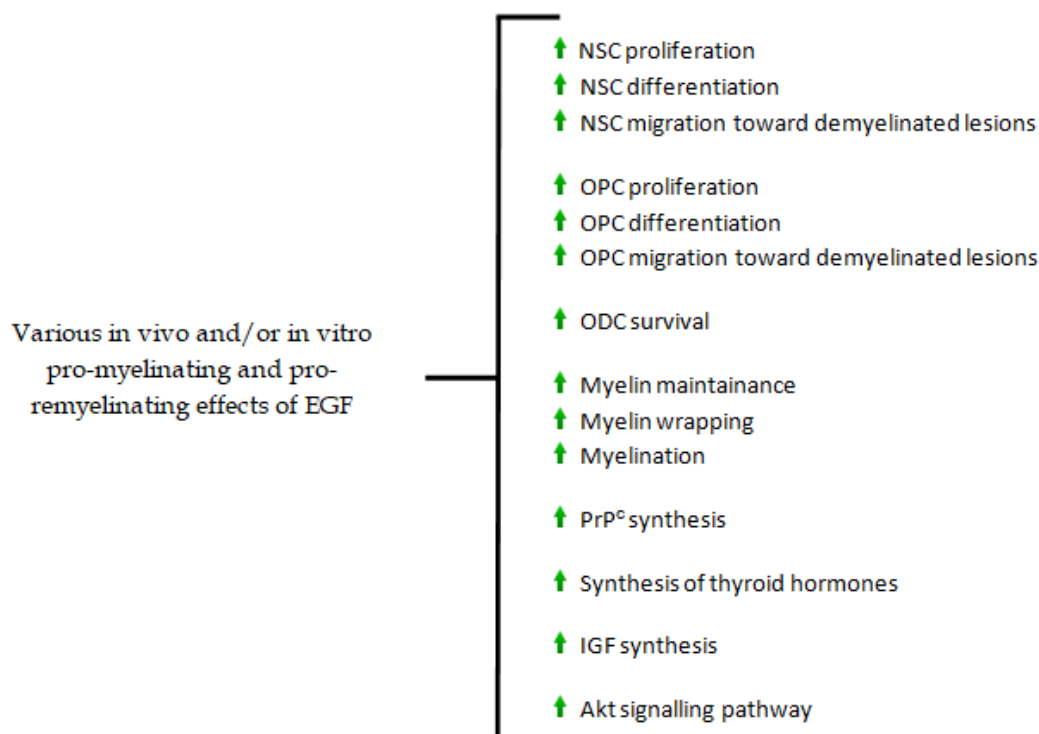 Various in vivo and/or in vitro
pro-myelinating and pro-
remyelinating effects of EGF
NSC proliferation
NSC differentiation
NSC migration toward demyelinated lesions
OPC proliferation
OPC differentiation
OPC migration toward demyelinated lesions
ODC survival
Myelin maintainance
Myelin wrapping
Myelination
PrPᶜ synthesis
Synthesis of thyroid hormones
IGF synthesis
Akt signalling pathway